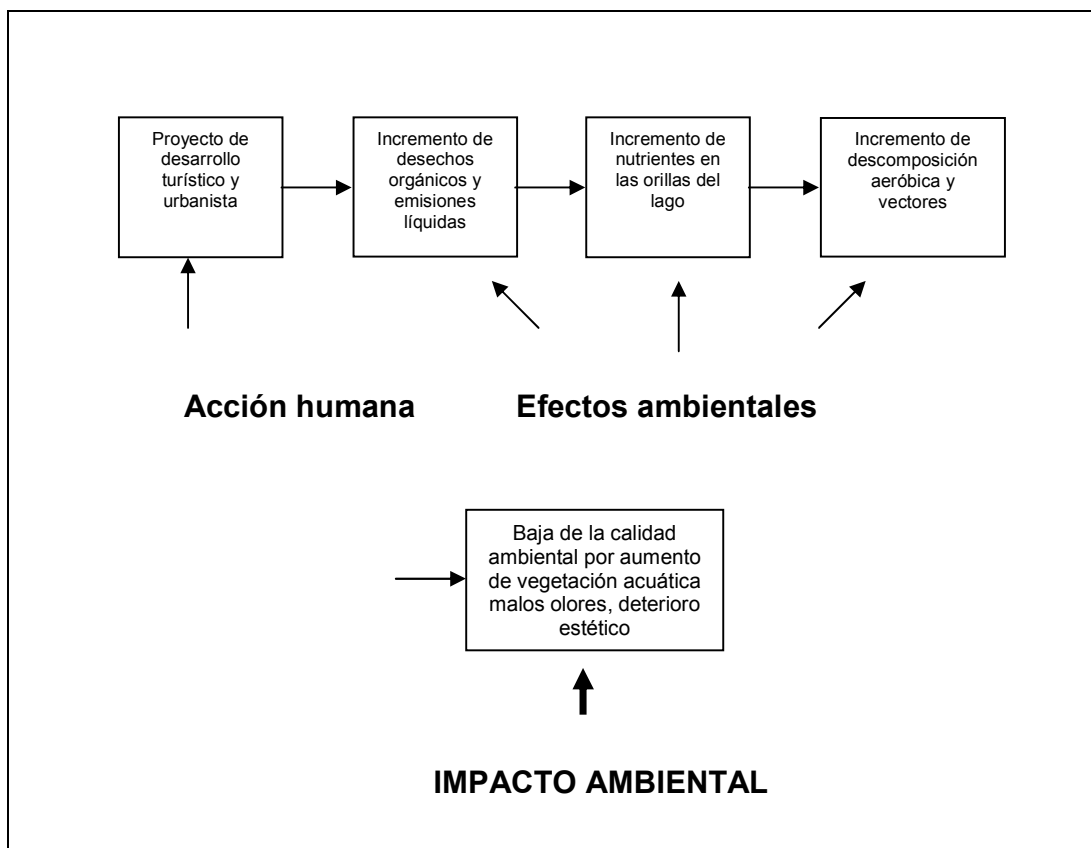 Proyecto de
desarrollo
turístico y
urbanista
Incremento de
desechos
orgánicos y
emisiones
líquidas
Incremento de
nutrientes en
las orillas del
lago
Incremento de
descomposición
aeróbica y
vectores
Acción humana
Efectos ambientales
Baja de la calidad
ambiental por aumento
de vegetación acuática
malos olores, deterioro
estético
IMPACTO AMBIENTAL